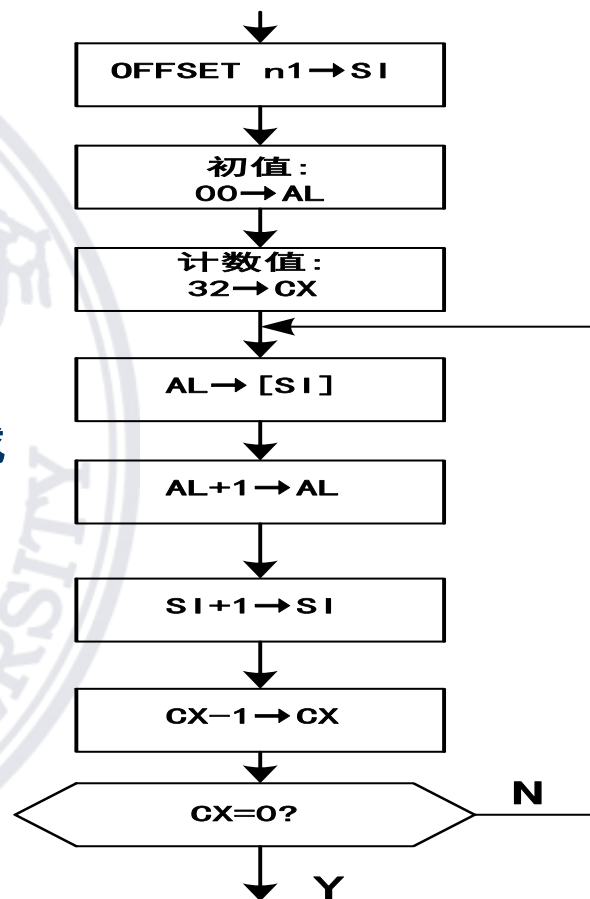 OFFSET n1→SI
初值:
00→AL
计数值:
32→CX
AL→[SI]
AL+1→AL
SI+1→SI
CX-1→CX
CX=0?
N
Y
ERSITY